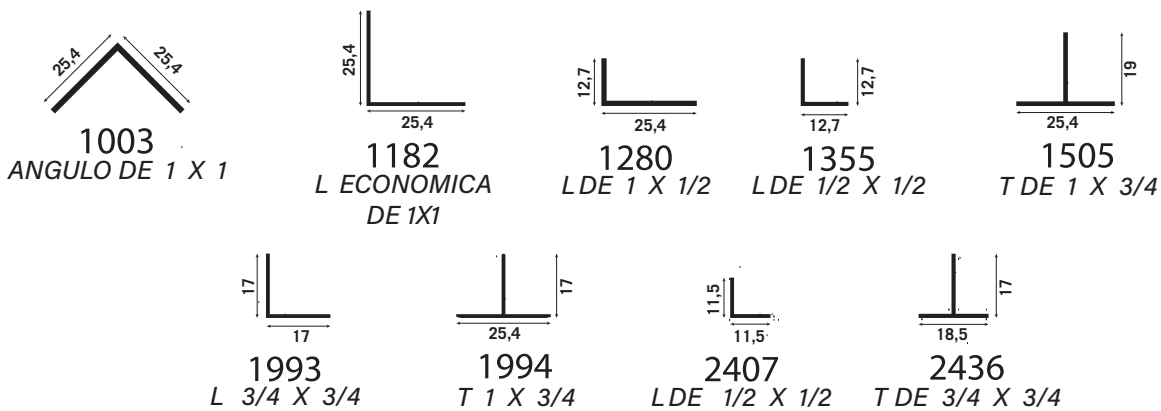 25,4
25,4
1003
ANGULO DE 1 X 1
25,4
25,4
1182
L ECONOMICA
DE 1X1
12,7
25,4
1280
L DE 1 X 1/2
12,7
12,7
1355
L DE 1/2 X 1/2
19
25,4
1505
T DE 1 X 3/4
17
17
1993
L 3/4 X 3/4
17
25,4
1994
T 1 X 3/4
11,5
11,5
2407
L DE 1/2 X 1/2
17
18,5
2436
T DE 3/4 X 3/4